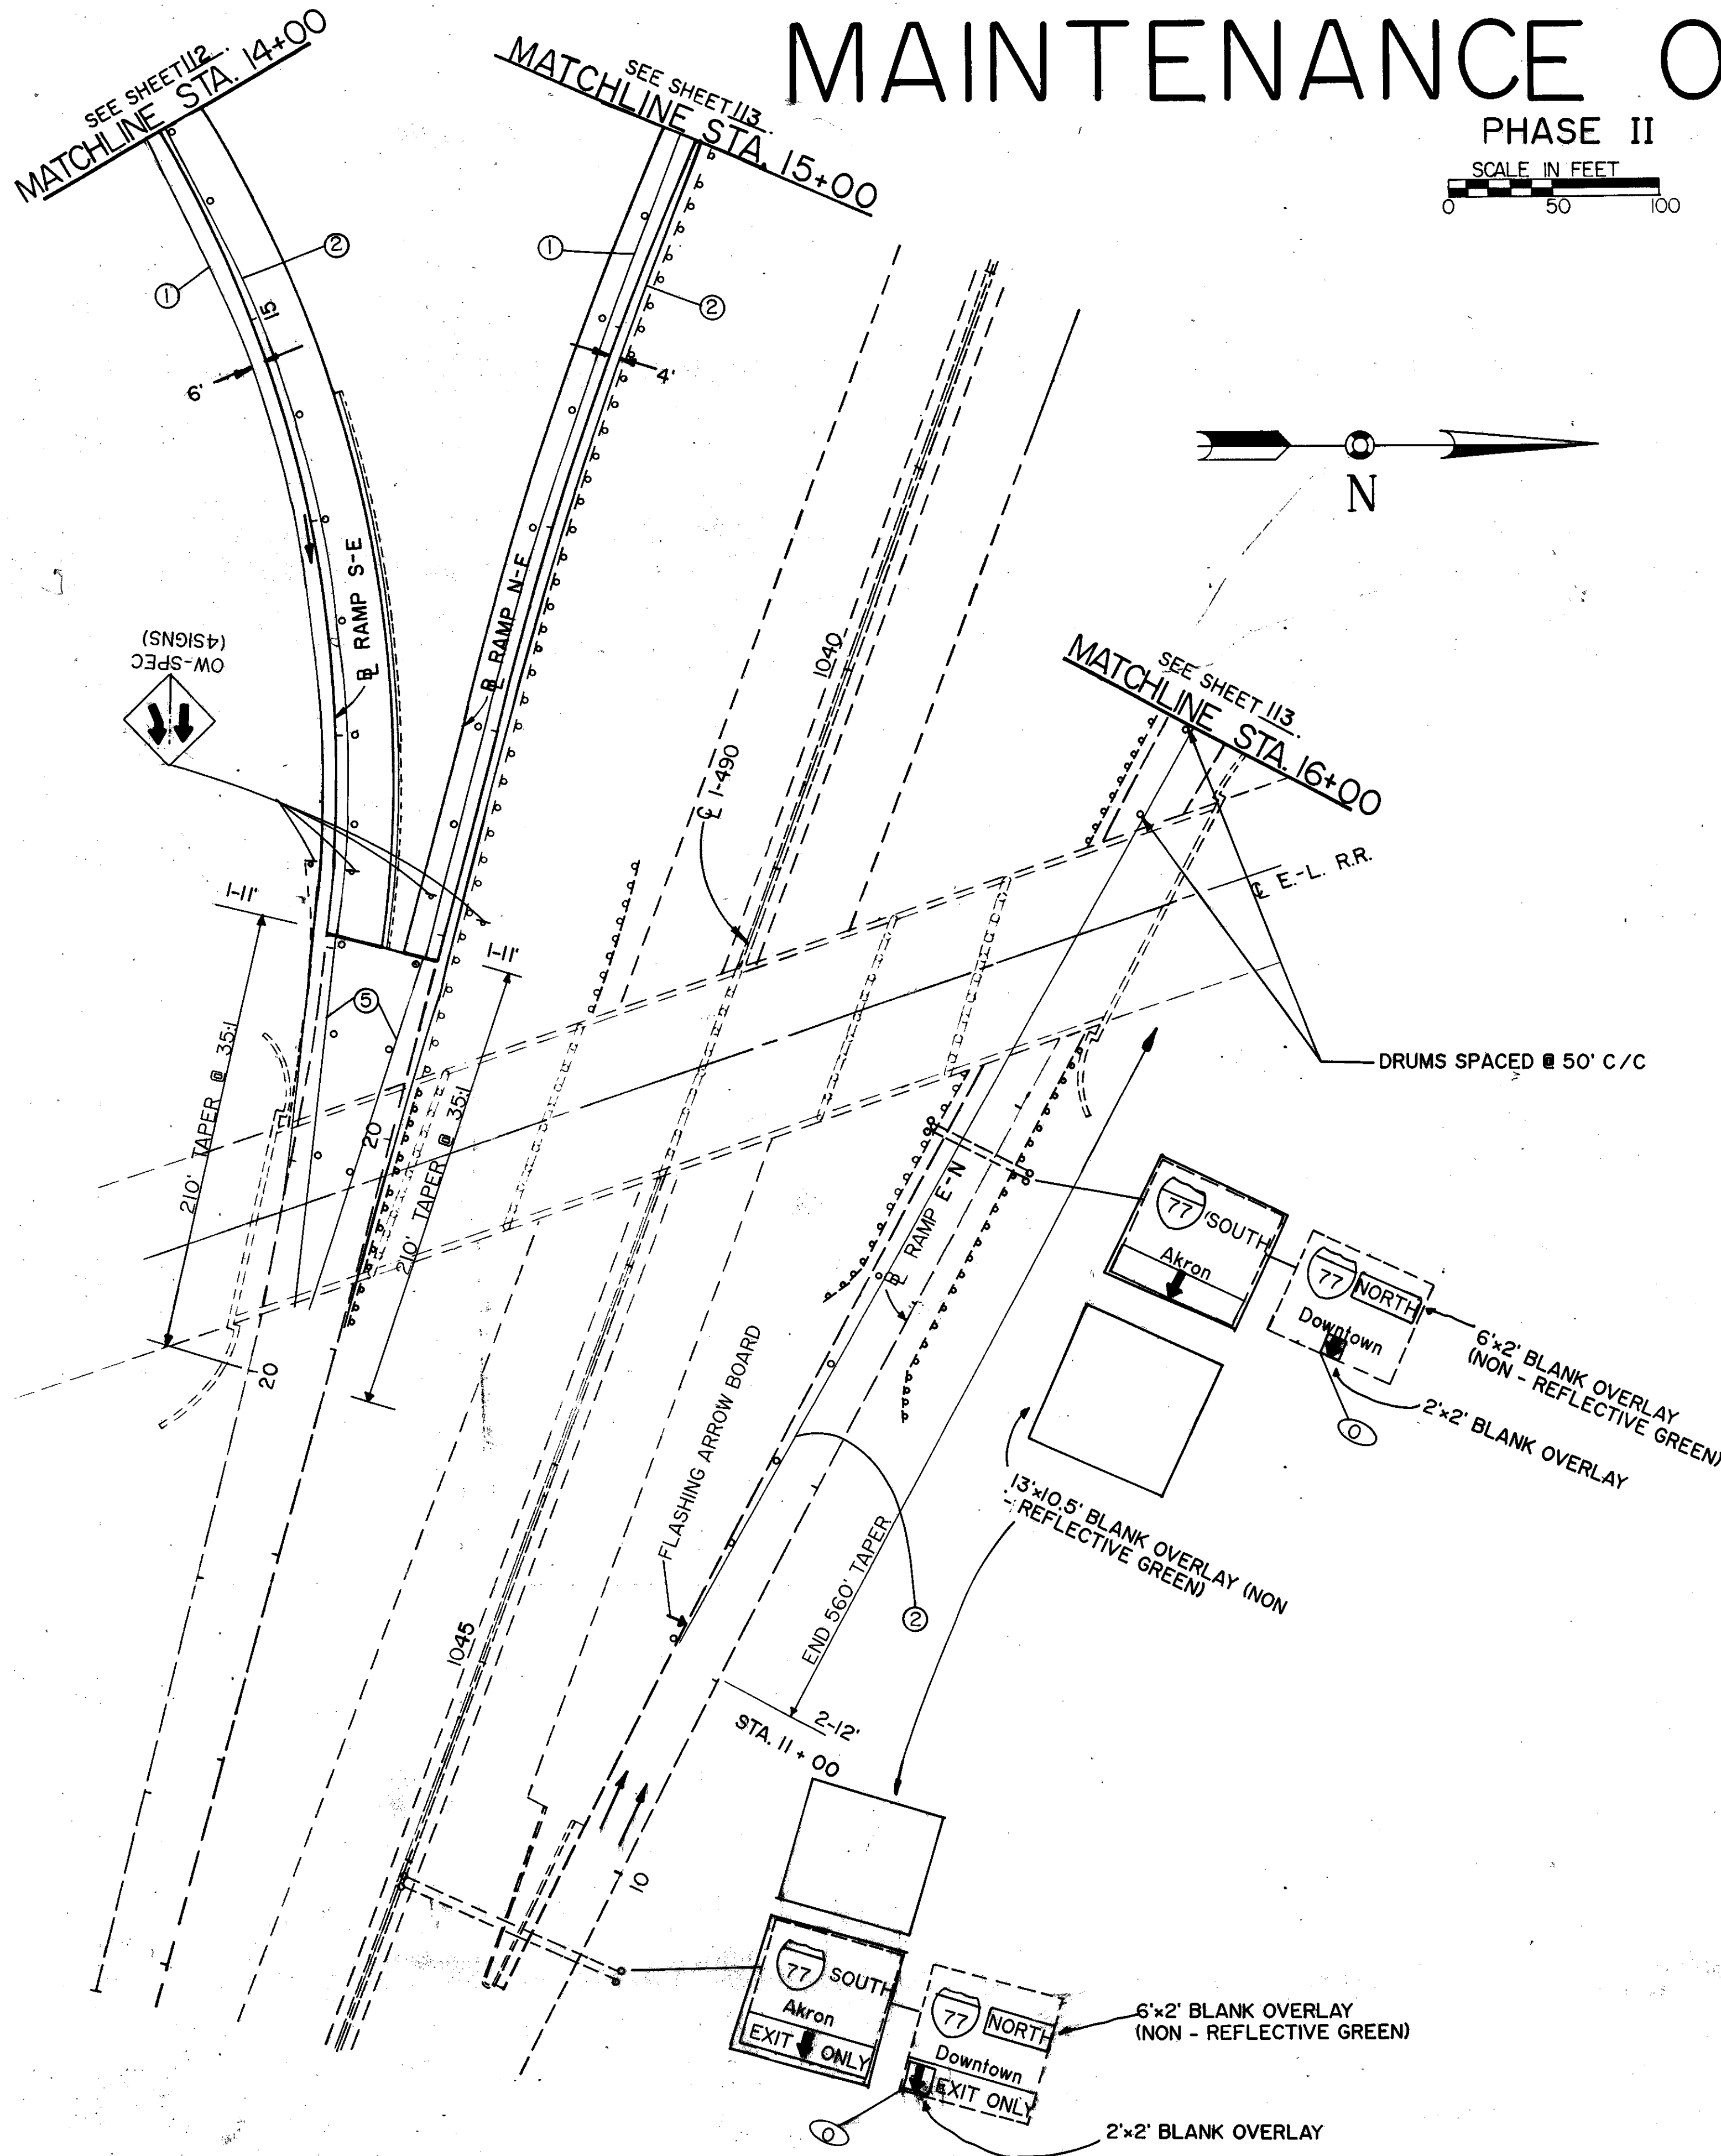 MAINTENANCE O
PHASE II
SCALE IN FEET
0 50 100
SEE SHEET 112.
MATCHLINE STA. 14+00
SEE SHEET 113.
MATCHLINE STA. 15+00
1
2
15
6'
1
2
4'
N
℄ RAMP S-E
℄ RAMP N-E
OW-SPEC
(4SIGNS)
1040
℄ I-490
SEE SHEET 113.
MATCHLINE STA. 16+00
℄ E.-L. R.R.
1-11'
1-11'
5
210' TAPER @ 35:1
20
210' TAPER @ 35:1
20
DRUMS SPACED @ 50' C/C
℄ RAMP E-N
77 SOUTH
Akron
77 NORTH
Downtown
6'x2' BLANK OVERLAY
(NON - REFLECTIVE GREEN)
2'x2' BLANK OVERLAY
0
13'x10.5' BLANK OVERLAY (NON
- REFLECTIVE GREEN)
FLASHING ARROW BOARD
END 560' TAPER
2
1045
2-12'
STA. 11 + 00
10
77 SOUTH
Akron
EXIT ONLY
77 NORTH
Downtown
EXIT ONLY
6'x2' BLANK OVERLAY
(NON - REFLECTIVE GREEN)
0
2'x2' BLANK OVERLAY